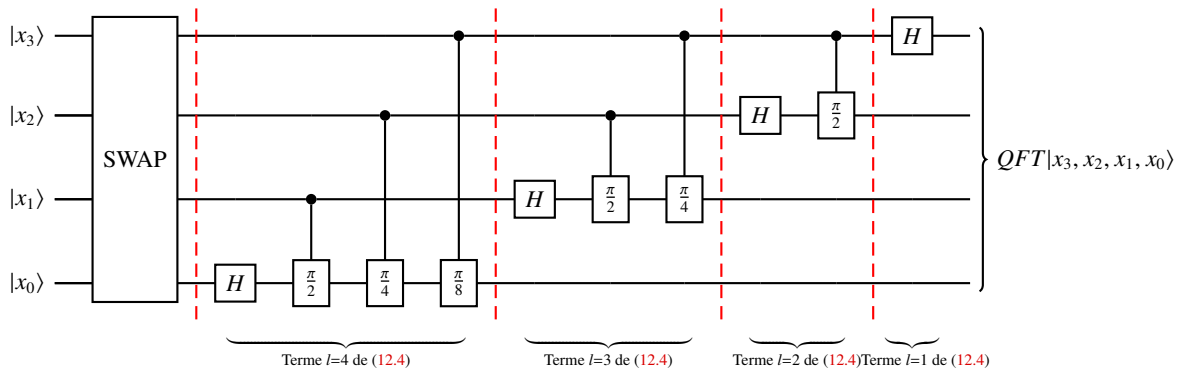 |x₃⟩ H
|x₂⟩ H π/2
SWAP QFT|x₃, x₂, x₁, x₀⟩
|x₁⟩ H π/2 π/4
|x₀⟩ H π/2 π/4 π/8
Terme l=4 de (12.4) Terme l=3 de (12.4) Terme l=2 de (12.4) Terme l=1 de (12.4)